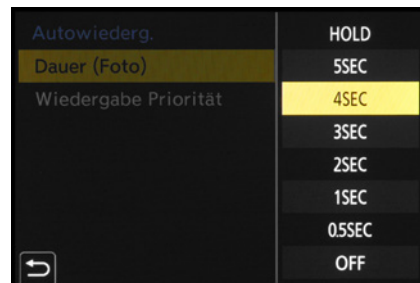 Autowiederg.
Dauer (Foto)
Wiedergabe Priorität
HOLD
5SEC
4SEC
3SEC
2SEC
1SEC
0.5SEC
OFF